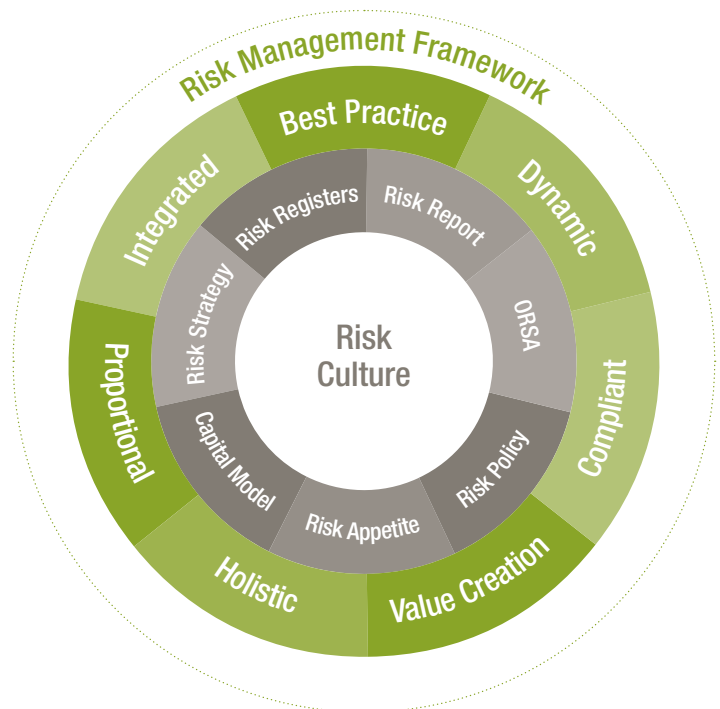 Risk Management Framework
Best Practice
Dynamic
Compliant
Value Creation
Holistic
Proportional
Integrated
Risk Registers
Risk Report
ORSA
Risk Policy
Risk Appetite
Capital Model
Risk Strategy
Risk
Culture